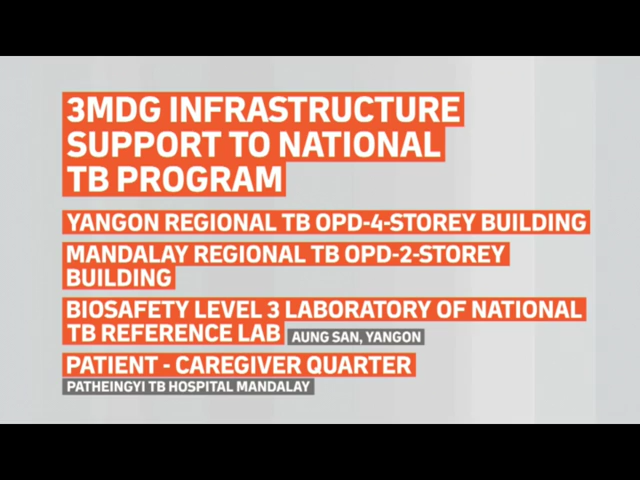 3MDG INFRASTRUCTURE
SUPPORT TO NATIONAL
TB PROGRAM
YANGON REGIONAL TB OPD-4-STOREY BUILDING
MANDALAY REGIONAL TB OPD-2-STOREY
BUILDING
BIOSAFETY LEVEL 3 LABORATORY OF NATIONAL
TB REFERENCE LAB AUNG SAN, YANGON
PATIENT - CAREGIVER QUARTER
PATHEINGYI TB HOSPITAL MANDALAY